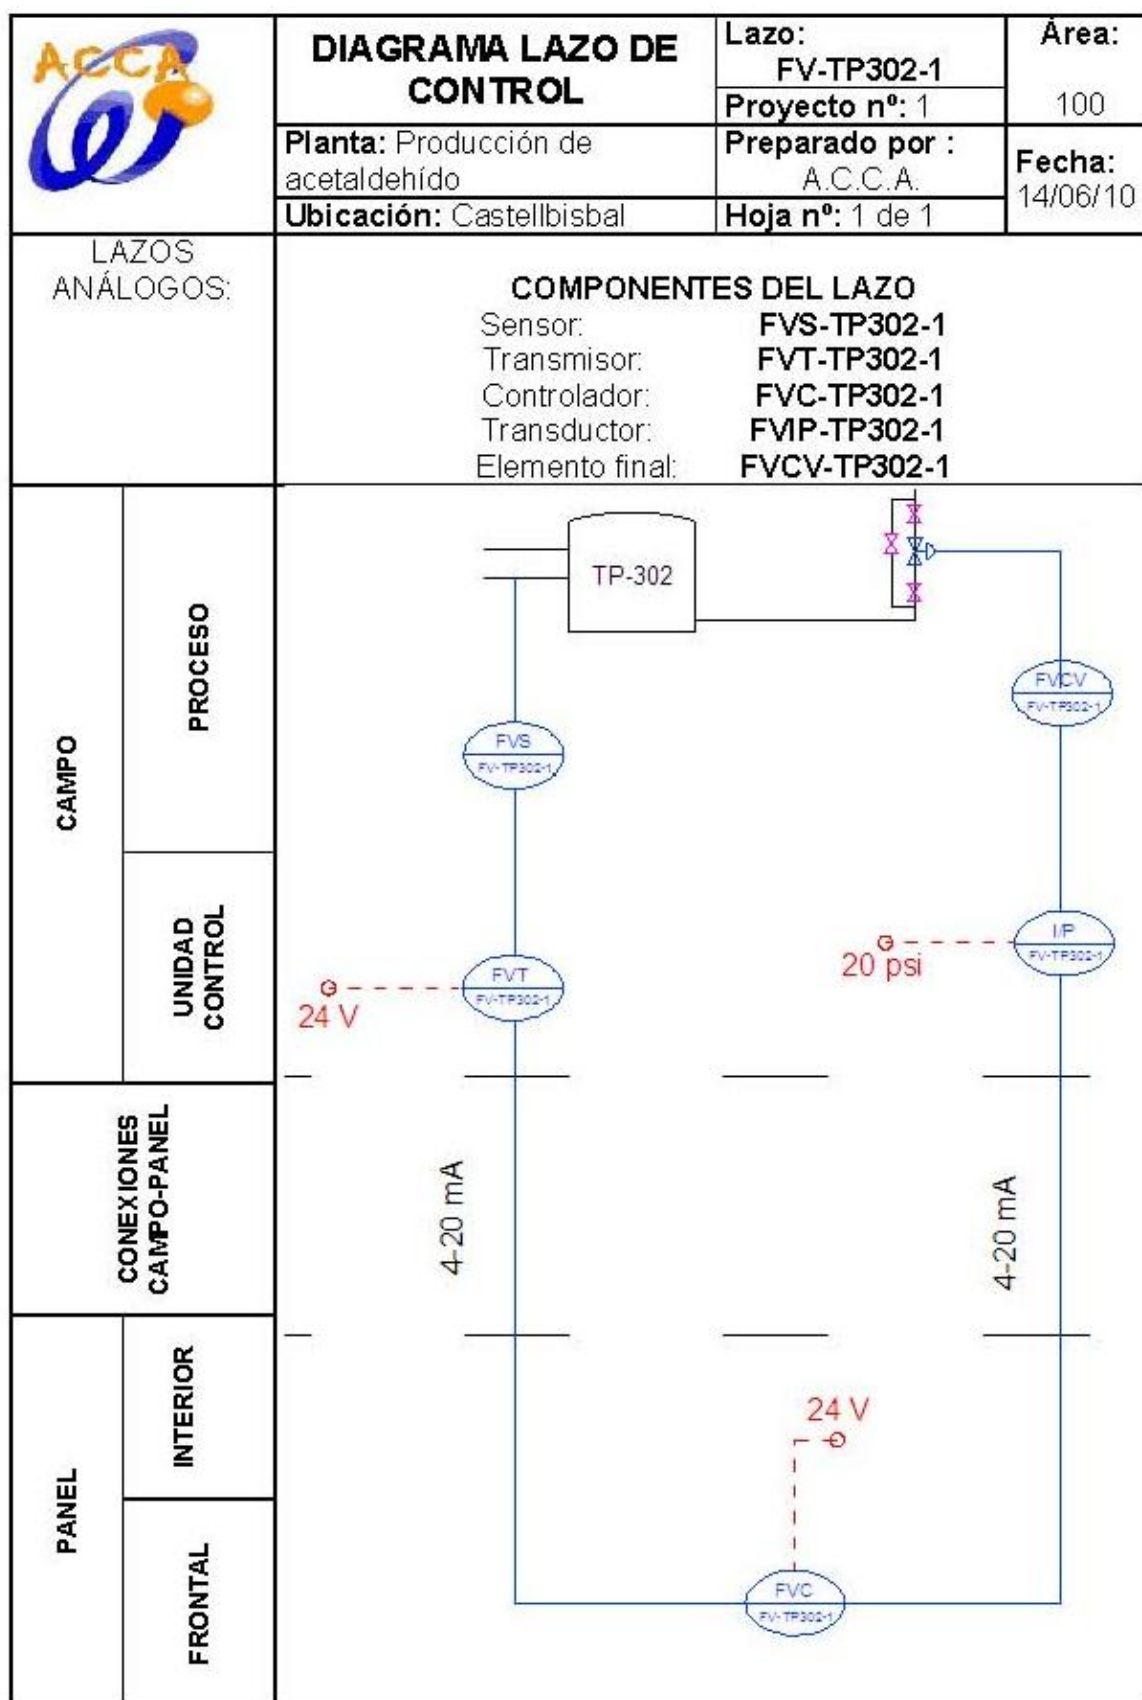 ACCA
DIAGRAMA LAZO DE
CONTROL
Lazo:
FV-TP302-1
Proyecto nº: 1
Área:
100
Planta: Producción de
acetaldehído
Preparado por :
A.C.C.A.
Fecha:
14/06/10
Ubicación: Castellbisbal
Hoja nº: 1 de 1
LAZOS
ANÁLOGOS:
COMPONENTES DEL LAZO
Sensor: FVS-TP302-1
Transmisor: FVT-TP302-1
Controlador: FVC-TP302-1
Transductor: FVIP-TP302-1
Elemento final: FVCV-TP302-1
CAMPO
PROCESO
TP-302
FVCV
FV-TP302-1
FVS
FV-TP302-1
UNIDAD
CONTROL
I/P
FV-TP302-1
20 psi
FVT
FV-TP302-1
24 V
CONEXIONES
CAMPO-PANEL
4-20 mA
4-20 mA
PANEL
INTERIOR
24 V
FRONTAL
FVC
FV-TP302-1